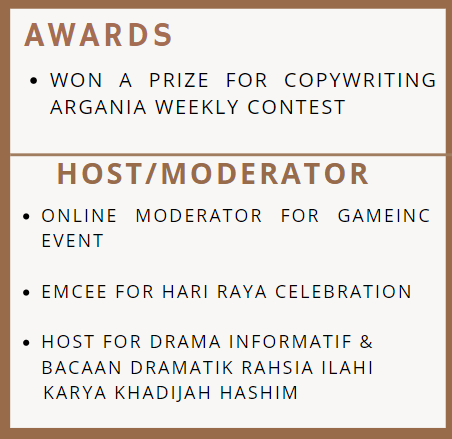 AWARDS
• WON A PRIZE FOR COPYWRITING
ARGANIA WEEKLY CONTEST
HOST/MODERATOR
• ONLINE MODERATOR FOR GAMEINC
EVENT
• EMCEE FOR HARI RAYA CELEBRATION
• HOST FOR DRAMA INFORMATIF &
BACAAN DRAMATIK RAHSIA ILAHI
KARYA KHADIJAH HASHIM